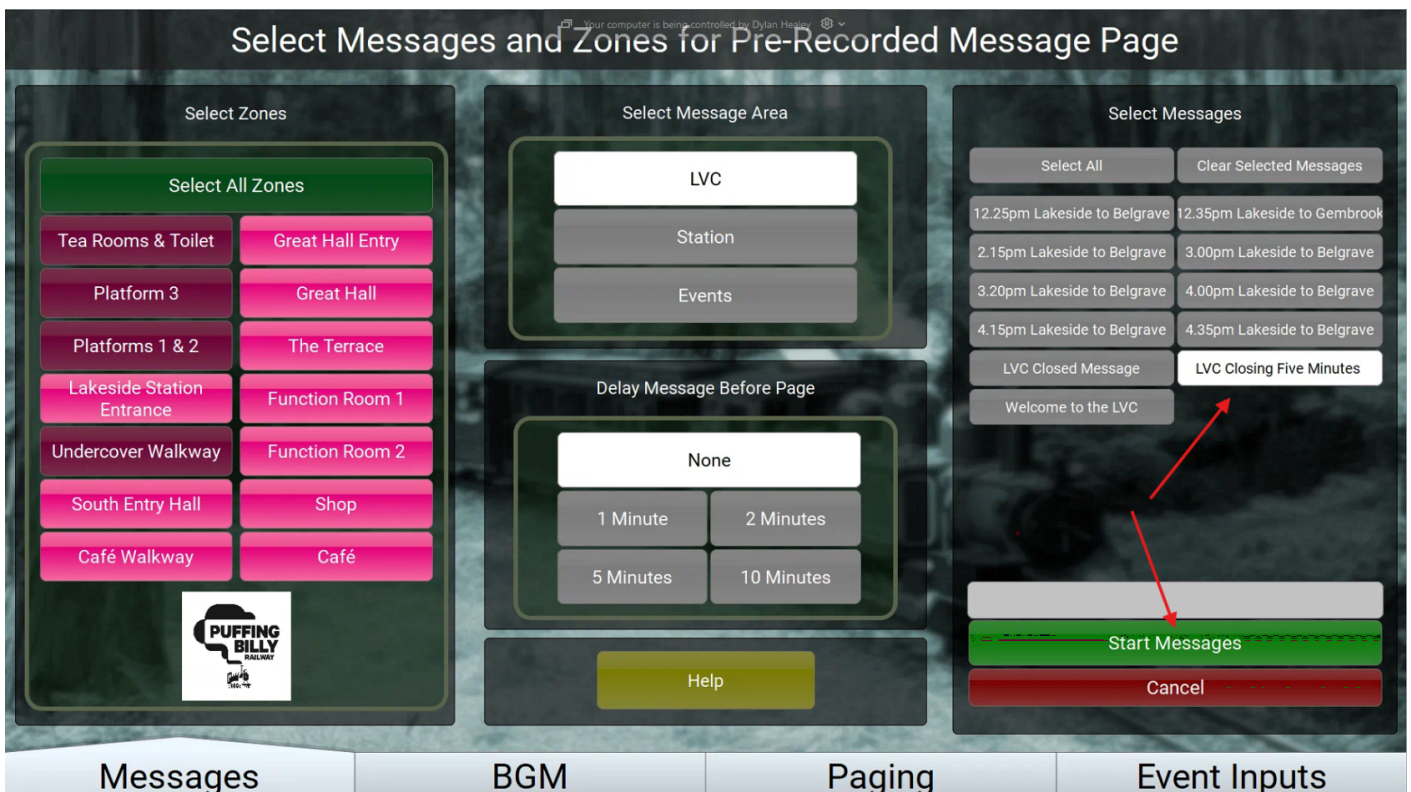 Your computer is being controlled by Dylan Healey
Select Messages and Zones for Pre-Recorded Message Page
Select Zones
Select All Zones
Tea Rooms & Toilet
Great Hall Entry
Platform 3
Great Hall
Platforms 1 & 2
The Terrace
Lakeside Station
Entrance
Function Room 1
Undercover Walkway
Function Room 2
South Entry Hall
Shop
Café Walkway
Café
PUFFING
BILLY
RAILWAY
Select Message Area
LVC
Station
Events
Delay Message Before Page
None
1 Minute
2 Minutes
5 Minutes
10 Minutes
Help
Select Messages
Select All
Clear Selected Messages
12.25pm Lakeside to Belgrave
12.35pm Lakeside to Gembrook
2.15pm Lakeside to Belgrave
3.00pm Lakeside to Belgrave
3.20pm Lakeside to Belgrave
4.00pm Lakeside to Belgrave
4.15pm Lakeside to Belgrave
4.35pm Lakeside to Belgrave
LVC Closed Message
LVC Closing Five Minutes
Welcome to the LVC
Start Messages
Cancel
Messages
BGM
Paging
Event Inputs